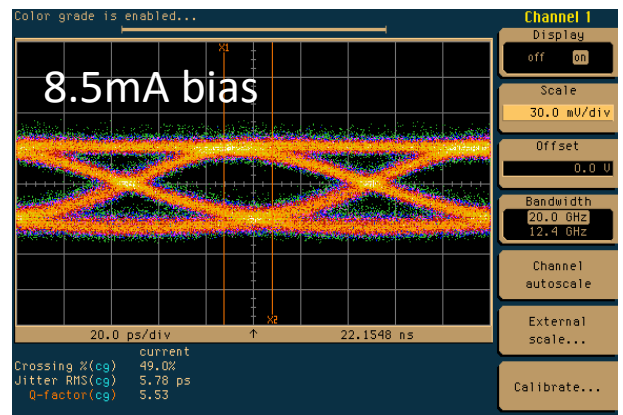 Color grade is enabled...
Channel 1
Display
off on
X1
8.5mA bias
Scale
30.0 mV/div
Offset
0.0 V
Bandwidth
20.0 GHz
12.4 GHz
Channel
autoscale
X2
20.0 ps/div ↑ 22.1548 ns
External
scale...
current
Crossing %(cg) 49.0%
Jitter RMS(cg) 5.78 ps
Q-factor(cg) 5.53
Calibrate...